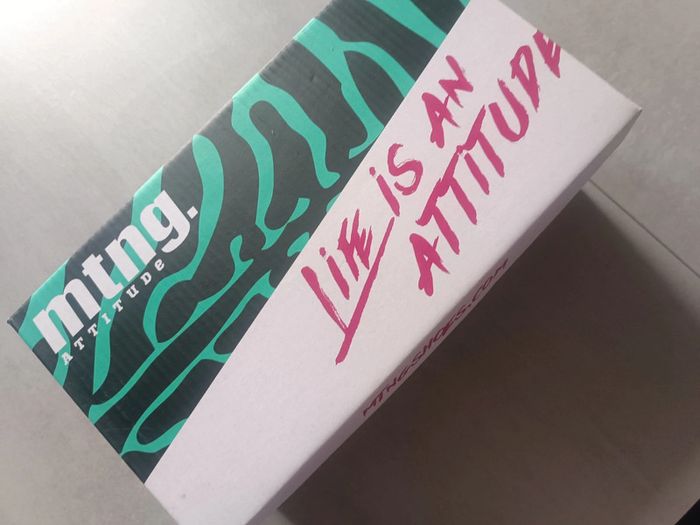 mtng.
ATTITUDE
LIFE iS AN
ATTITUDE
MTNGSHOES.COM